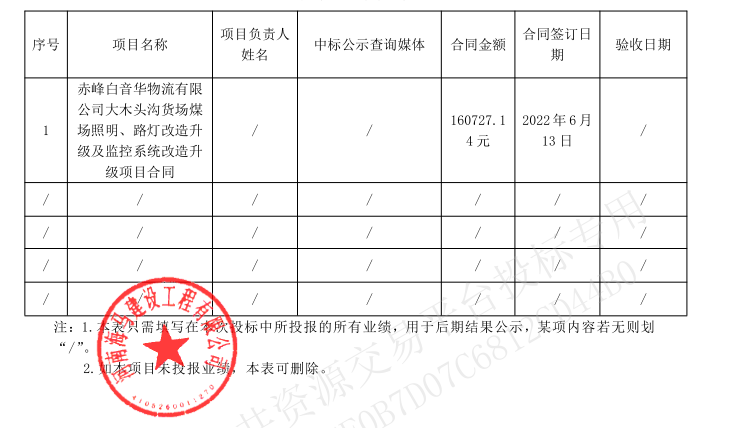 序号 项目名称 项目负责人 中标公示查询媒体 合同金额 合同签订日 验收日期
姓名 期
赤峰白音华物流有限
公司大木头沟货场煤
1 场照明、路灯改造升 / / 160727.1 2022年6月 /
级及监控系统改造升 4元 13日
级项目合同
/ / / / / / /
/ / / / / / /
/ / / / / / /
/ / / / / / /
注：1.本表只需填写在本次投标中所投报的所有业绩，用于后期结果公示，某项内容若无则划
“/”。
2.如本项目未投报业绩，本表可删除。
河南海马建设工程有限公司
共资源交易平台投标专用